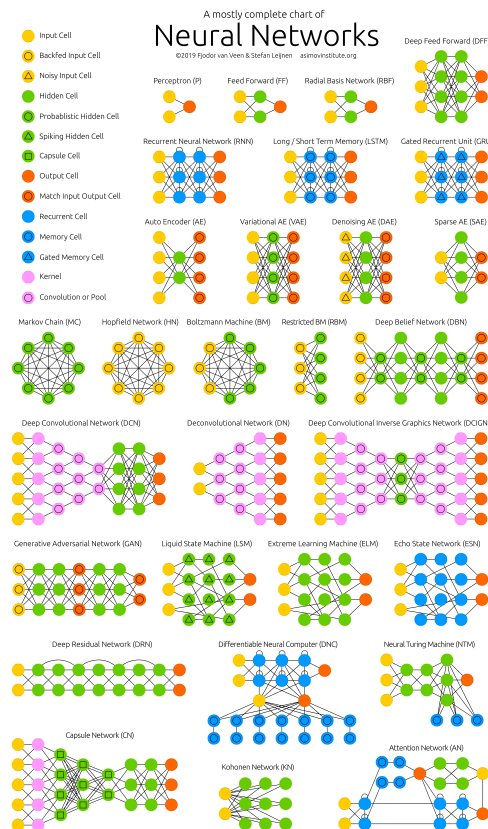 A mostly complete chart of
Neural Networks
©2019 Fjodor van Veen & Stefan Leijnen asimovinstitute.org
Input Cell
Backfed Input Cell
Noisy Input Cell
Hidden Cell
Probablistic Hidden Cell
Spiking Hidden Cell
Capsule Cell
Output Cell
Match Input Output Cell
Recurrent Cell
Memory Cell
Gated Memory Cell
Kernel
Convolution or Pool
Deep Feed Forward (DFF
Perceptron (P)
Feed Forward (FF)
Radial Basis Network (RBF)
Recurrent Neural Network (RNN)
Long / Short Term Memory (LSTM)
Gated Recurrent Unit (GRU
Auto Encoder (AE)
Variational AE (VAE)
Denoising AE (DAE)
Sparse AE (SAE)
Markov Chain (MC)
Hopfield Network (HN)
Boltzmann Machine (BM)
Restricted BM (RBM)
Deep Belief Network (DBN)
Deep Convolutional Network (DCN)
Deconvolutional Network (DN)
Deep Convolutional Inverse Graphics Network (DCIGN
Generative Adversarial Network (GAN)
Liquid State Machine (LSM)
Extreme Learning Machine (ELM)
Echo State Network (ESN)
Deep Residual Network (DRN)
Differentiable Neural Computer (DNC)
Neural Turing Machine (NTM)
Capsule Network (CN)
Kohonen Network (KN)
Attention Network (AN)